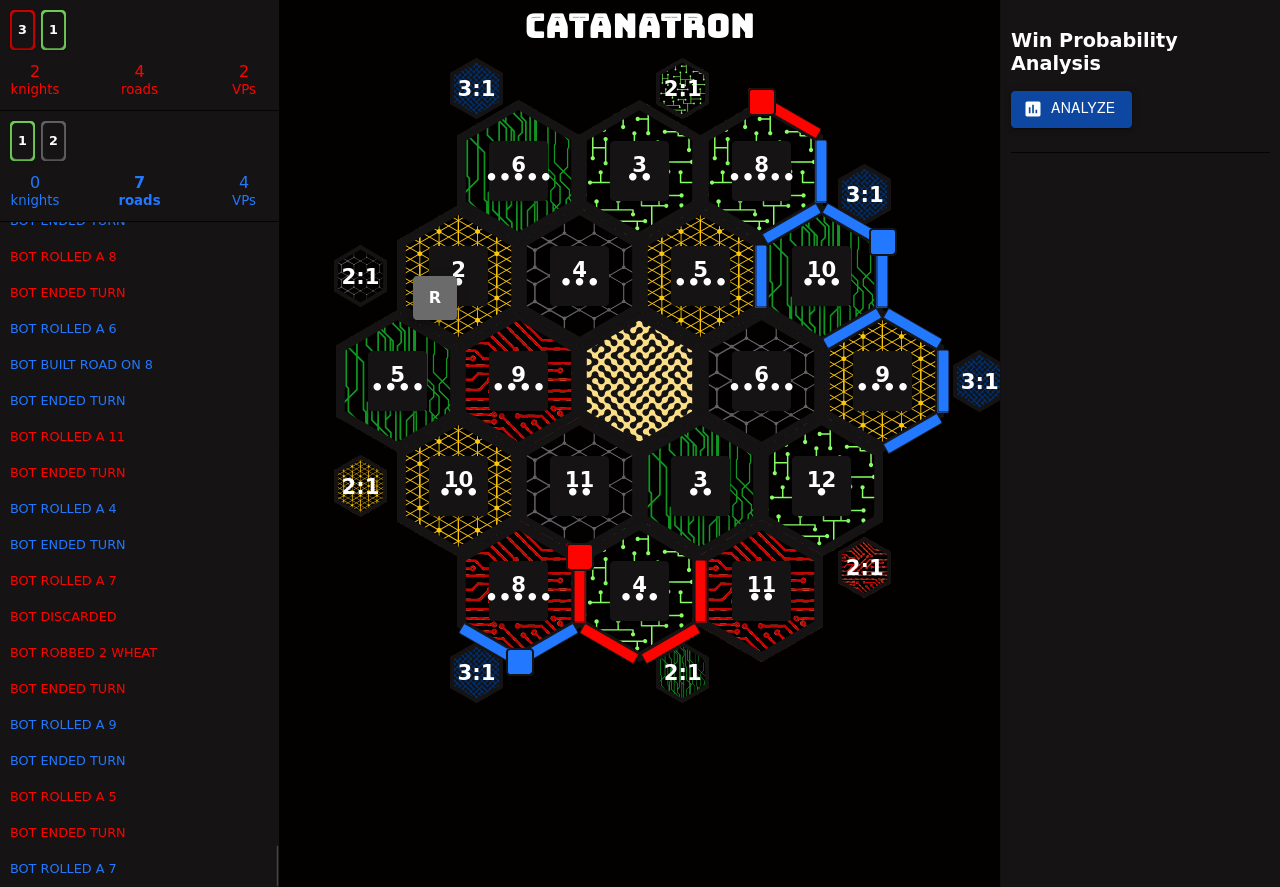 CATANATRON
3 1
2 4 2
knights roads VPs
1 2
0 7 4
knights roads VPs
BOT ENDED TURN
BOT ROLLED A 8
BOT ENDED TURN
BOT ROLLED A 6
BOT BUILT ROAD ON 8
BOT ENDED TURN
BOT ROLLED A 11
BOT ENDED TURN
BOT ROLLED A 4
BOT ENDED TURN
BOT ROLLED A 7
BOT DISCARDED
BOT ROBBED 2 WHEAT
BOT ENDED TURN
BOT ROLLED A 9
BOT ENDED TURN
BOT ROLLED A 5
BOT ENDED TURN
BOT ROLLED A 7
3:1 2:1
6 3 8
3:1
2:1 2 4 5 10
R
5 9 6 9 3:1
2:1 10 11 3 12
2:1
8 4 11
3:1 2:1
Win Probability
Analysis
ANALYZE